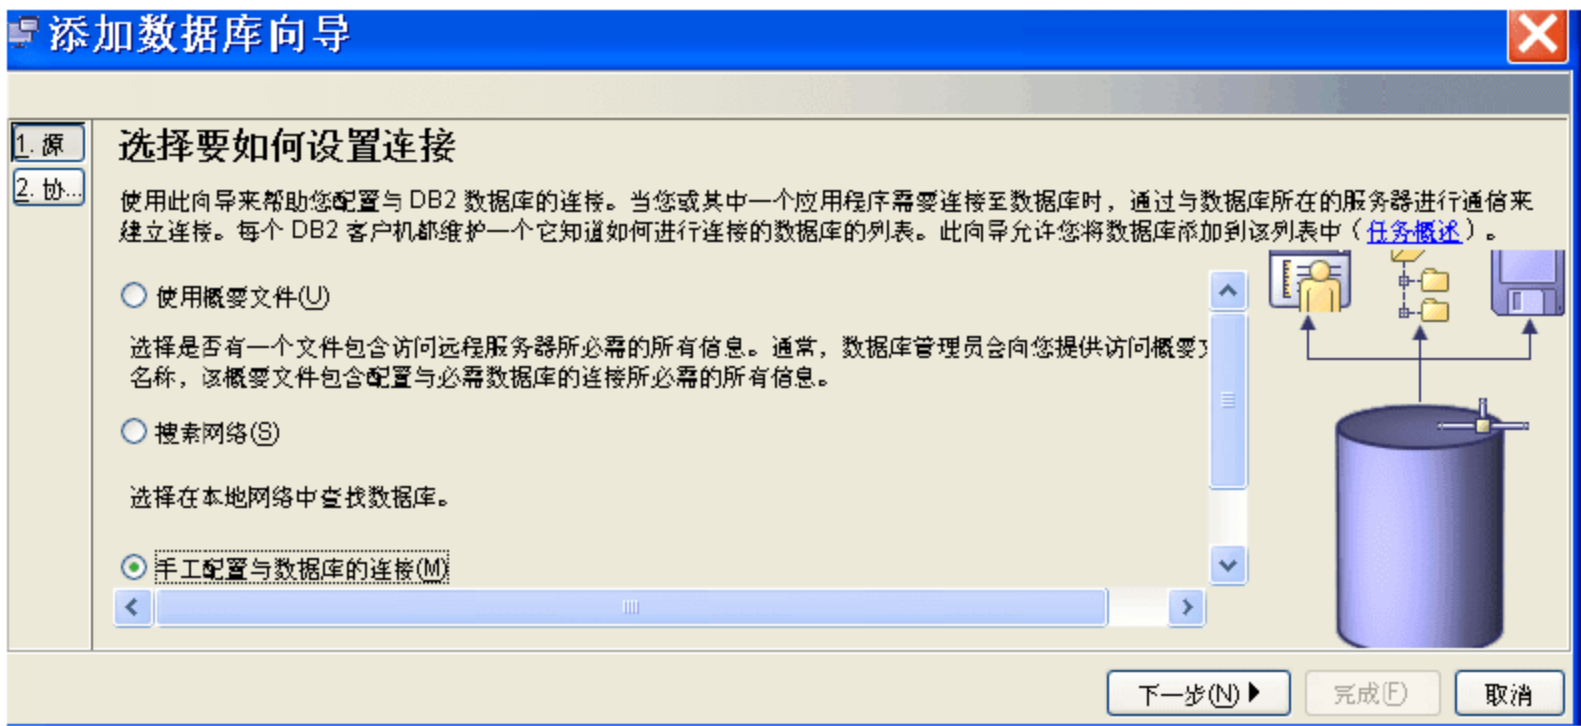 添加数据库向导
1. 源
2. 协...
选择要如何设置连接
使用此向导来帮助您配置与 DB2 数据库的连接。当您或其中一个应用程序需要连接至数据库时，通过与数据库所在的服务器进行通信来
建立连接。每个 DB2 客户机都维护一个它知道如何进行连接的数据库的列表。此向导允许您将数据库添加到该列表中（任务概述）。
使用概要文件(U)
选择是否有一个文件包含访问远程服务器所必需的所有信息。通常，数据库管理员会向您提供访问概要
名称，该概要文件包含配置与必需数据库的连接所必需的所有信息。
搜索网络(S)
选择在本地网络中查找数据库。
手工配置与数据库的连接(M)
下一步(N)
完成(F)
取消